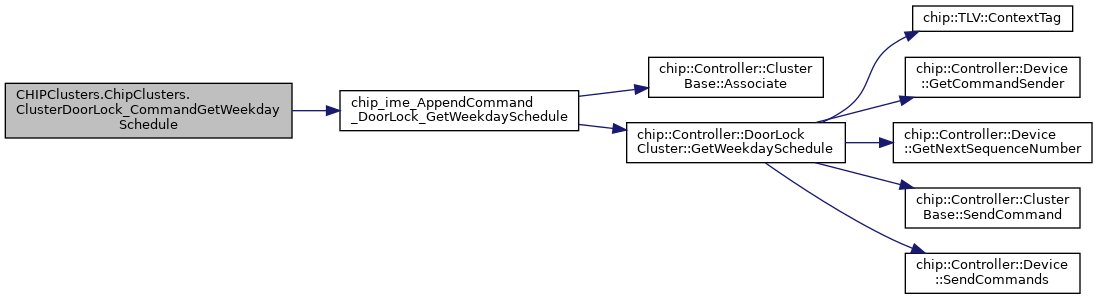 CHIPClusters.ChipClusters.
ClusterDoorLock_CommandGetWeekday
Schedule
chip_ime_AppendCommand
_DoorLock_GetWeekdaySchedule
chip::Controller::Cluster
Base::Associate
chip::Controller::DoorLock
Cluster::GetWeekdaySchedule
chip::TLV::ContextTag
chip::Controller::Device
::GetCommandSender
chip::Controller::Device
::GetNextSequenceNumber
chip::Controller::Cluster
Base::SendCommand
chip::Controller::Device
::SendCommands